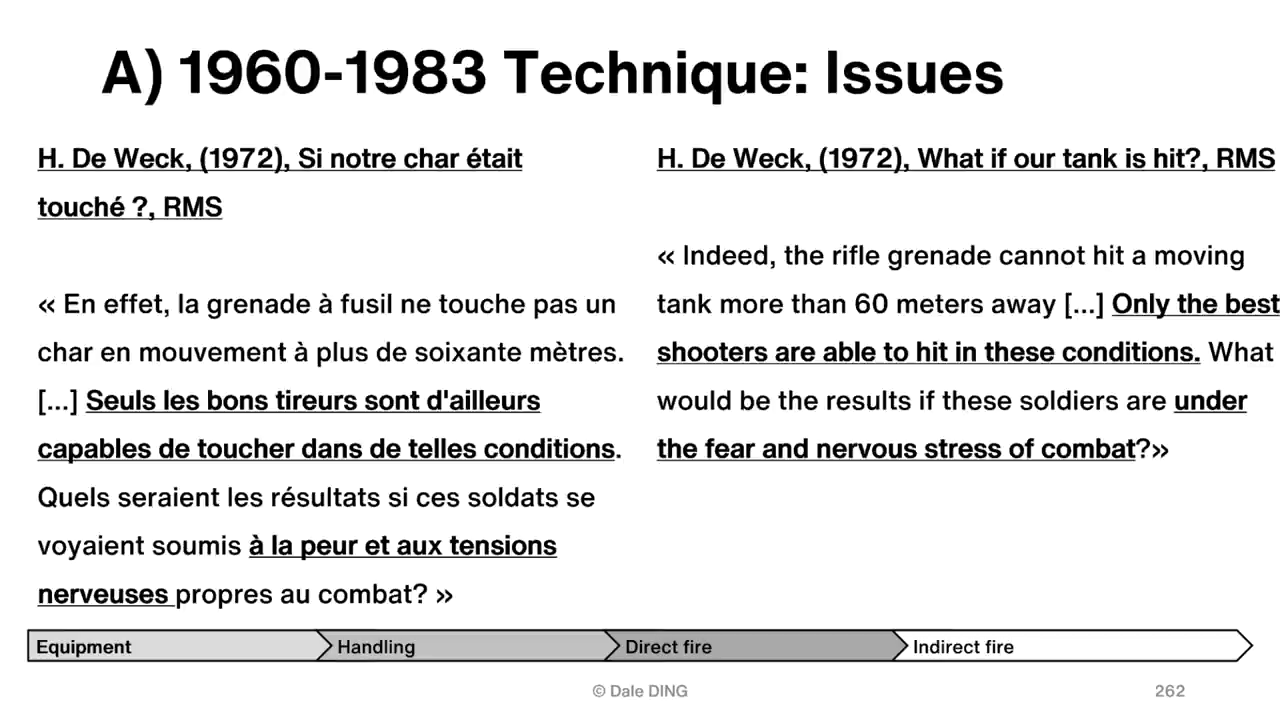 A) 1960-1983 Technique: Issues
H. De Weck, (1972), Si notre char était
touché ?, RMS
« En effet, la grenade à fusil ne touche pas un
char en mouvement à plus de soixante mètres.
[...] Seuls les bons tireurs sont d'ailleurs
capables de toucher dans de telles conditions.
Quels seraient les résultats si ces soldats se
voyaient soumis à la peur et aux tensions
nerveuses propres au combat? »
H. De Weck, (1972), What if our tank is hit?, RMS
« Indeed, the rifle grenade cannot hit a moving
tank more than 60 meters away [...] Only the best
shooters are able to hit in these conditions. What
would be the results if these soldiers are under
the fear and nervous stress of combat?»
Equipment
Handling
Direct fire
Indirect fire
© Dale DING
262